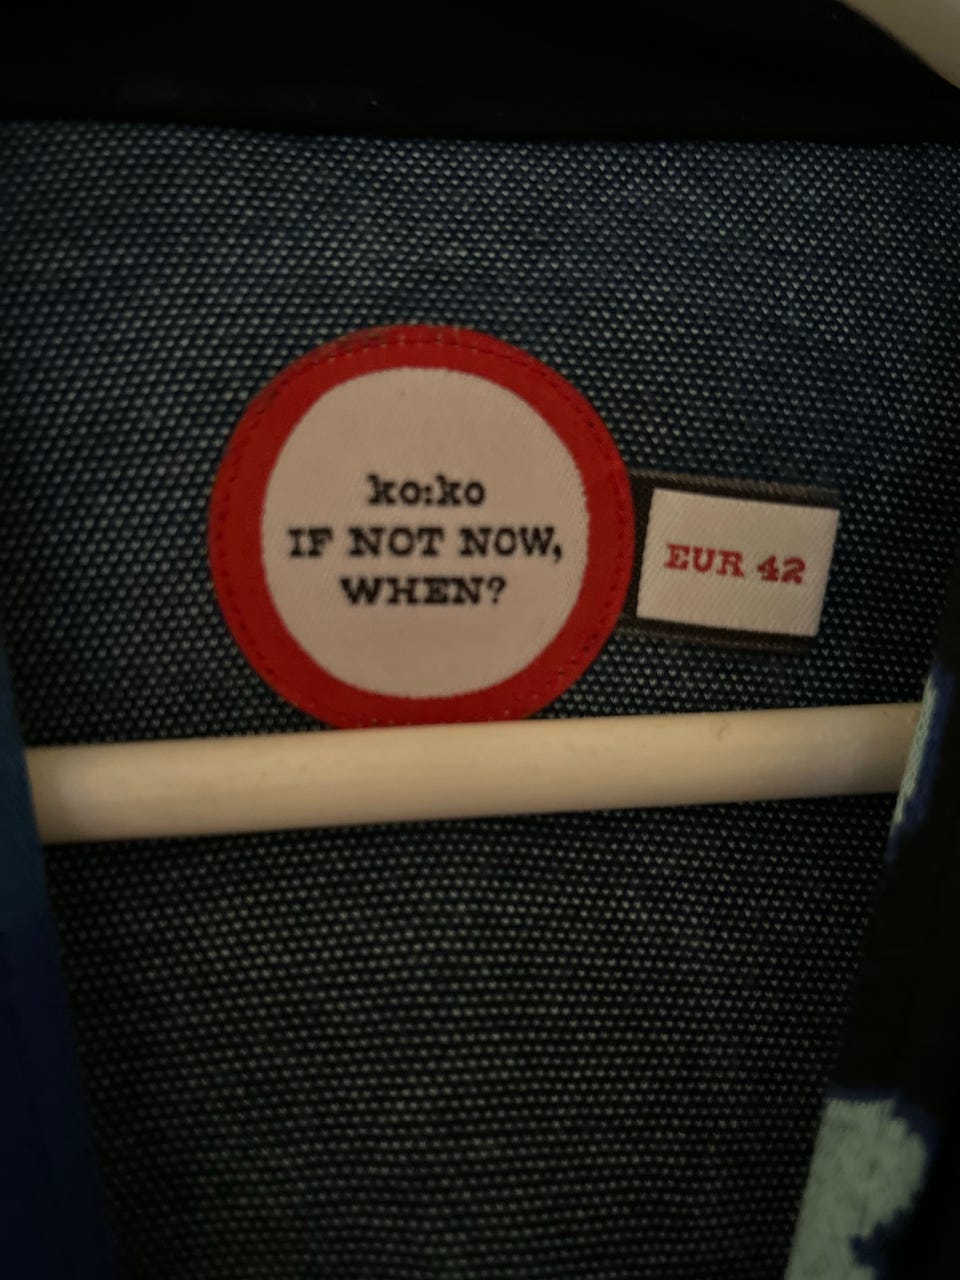 ko:ko
IF NOT NOW,
WHEN?
EUR 42